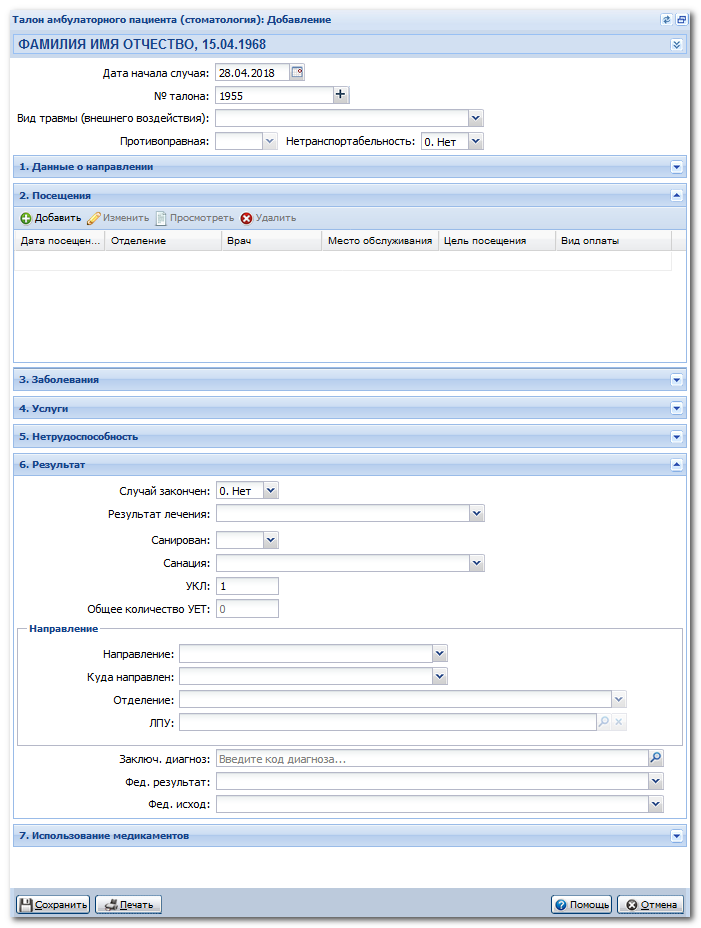 Талон амбулаторного пациента (стоматология): Добавление
ФАМИЛИЯ ИМЯ ОТЧЕСТВО, 15.04.1968
Дата начала случая: 28.04.2018
№ талона: 1955
Вид травмы (внешнего воздействия):
Противоправная: Нетранспортабельность: 0. Нет
1. Данные о направлении
2. Посещения
Добавить Изменить Просмотреть Удалить
Дата посещен... Отделение Врач Место обслуживания Цель посещения Вид оплаты
3. Заболевания
4. Услуги
5. Нетрудоспособность
6. Результат
Случай закончен: 0. Нет
Результат лечения:
Санирован:
Санация:
УКЛ: 1
Общее количество УЕТ: 0
Направление
Направление:
Куда направлен:
Отделение:
ЛПУ:
Заключ. диагноз: Введите код диагноза...
Фед. результат:
Фед. исход:
7. Использование медикаментов
Сохранить Печать Помощь Отмена